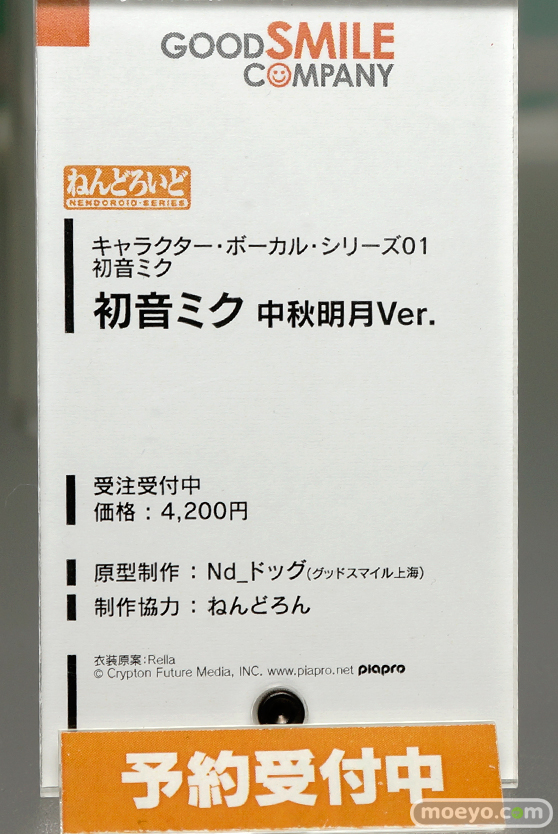 GOODSMILE
COMPANY
ねんどろいど
NENDOROID-SERIES
キャラクター・ボーカル・シリーズ01
初音ミク
初音ミク 中秋明月Ver.
受注受付中
価格：4,200円
原型制作：Nd_ドッグ(グッドスマイル上海)
制作協力：ねんどろん
衣装原案：Rella
© Crypton Future Media, INC. www.piapro.net piapro
予約受付中
moeyo.com